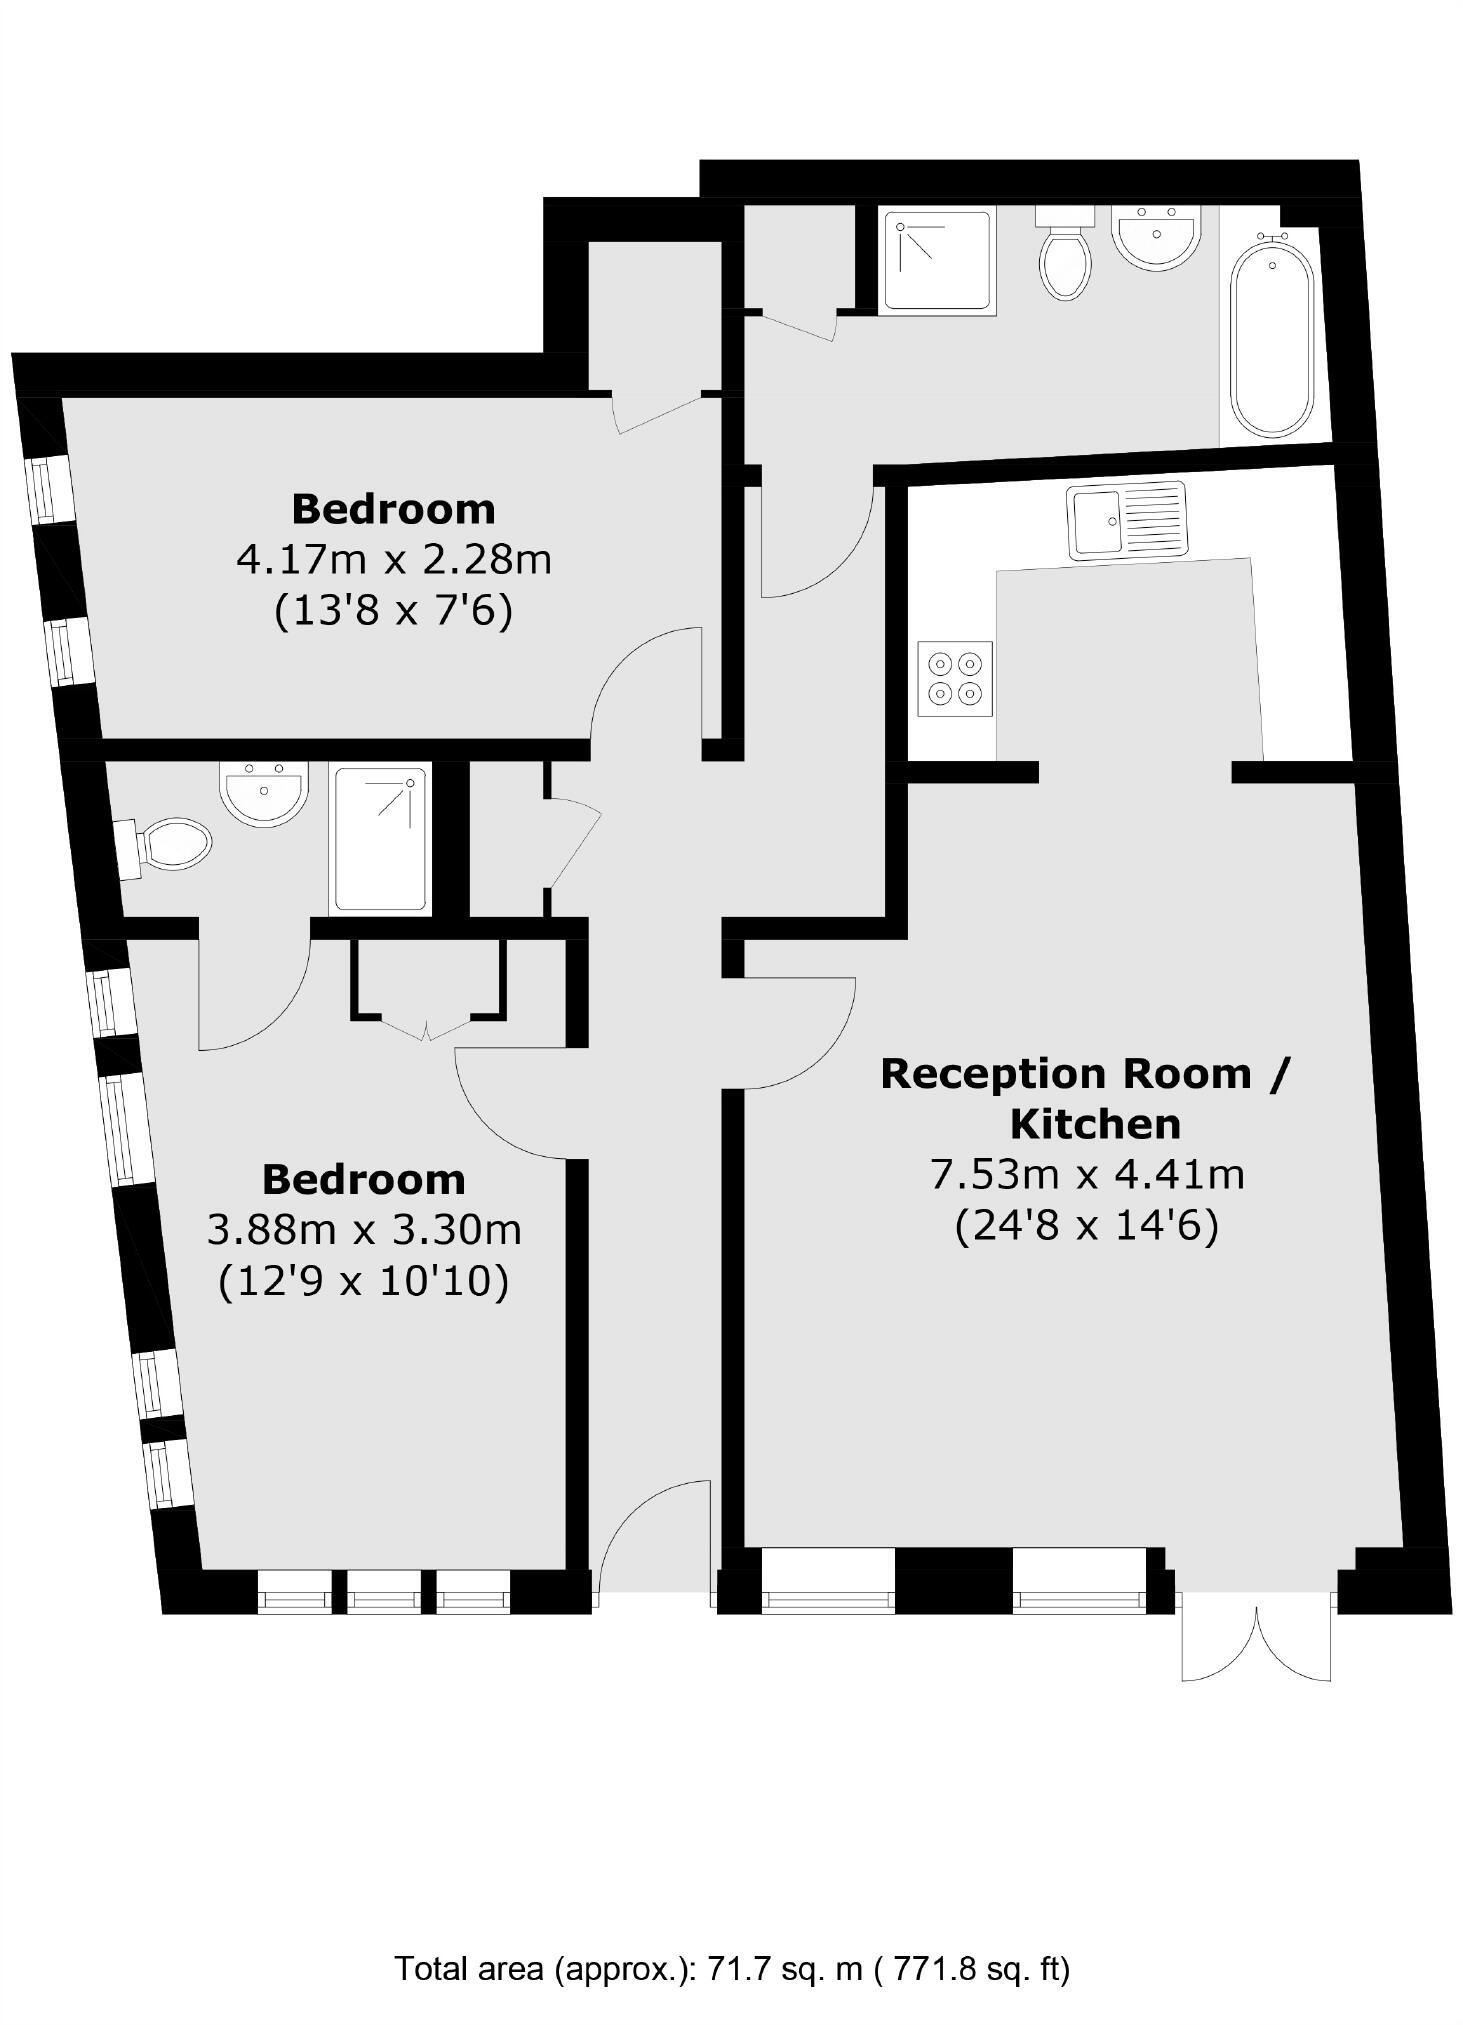 Bedroom
4.17m x 2.28m
(13'8 x 7'6)
Reception Room /
Kitchen
7.53m x 4.41m
(24'8 x 14'6)
Bedroom
3.88m x 3.30m
(12'9 x 10'10)
Total area (approx.): 71.7 sq. m ( 771.8 sq. ft)